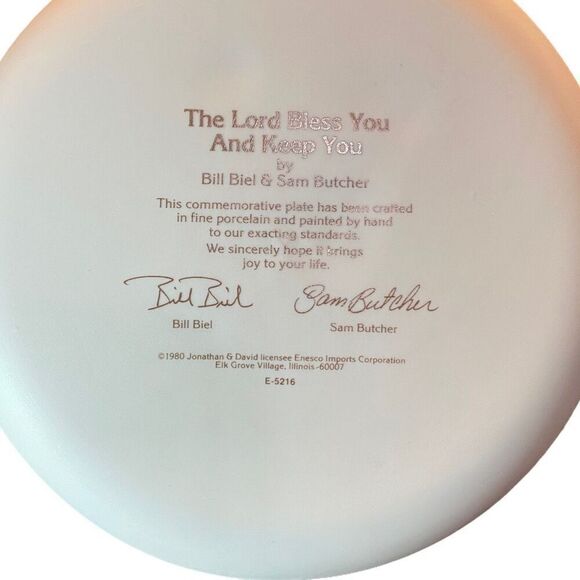 The Lord Bless You
And Keep You
by
Bill Biel & Sam Butcher
This commemorative plate has been crafted
in fine porcelain and painted by hand
to our exacting standards.
We sincerely hope it brings
joy to your life.
Bill Biel Sam Butcher
Bill Biel Sam Butcher
©1980 Jonathan & David licensee Enesco Imports Corporation
Elk Grove Village, Illinois-60007
E-5216